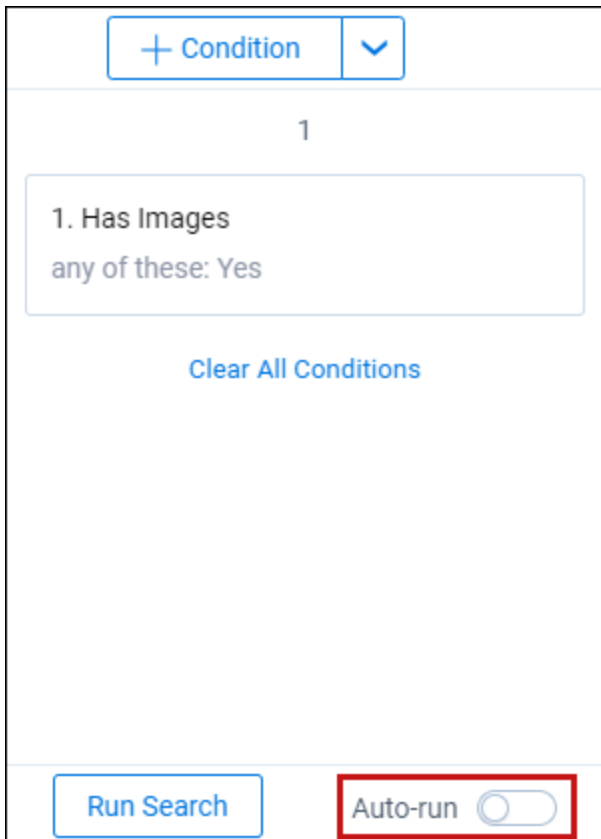 + Condition
1
1. Has Images
any of these: Yes
Clear All Conditions
Run Search
Auto-run